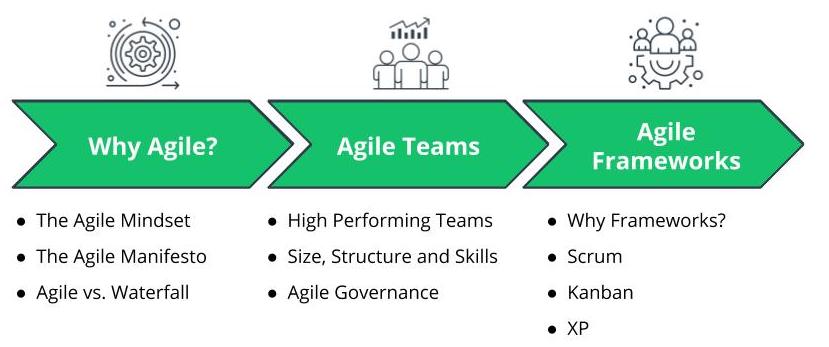 Why Agile?
Agile Teams
Agile
Frameworks
● The Agile Mindset
● The Agile Manifesto
● Agile vs. Waterfall
● High Performing Teams
● Size, Structure and Skills
● Agile Governance
● Why Frameworks?
● Scrum
● Kanban
● XP